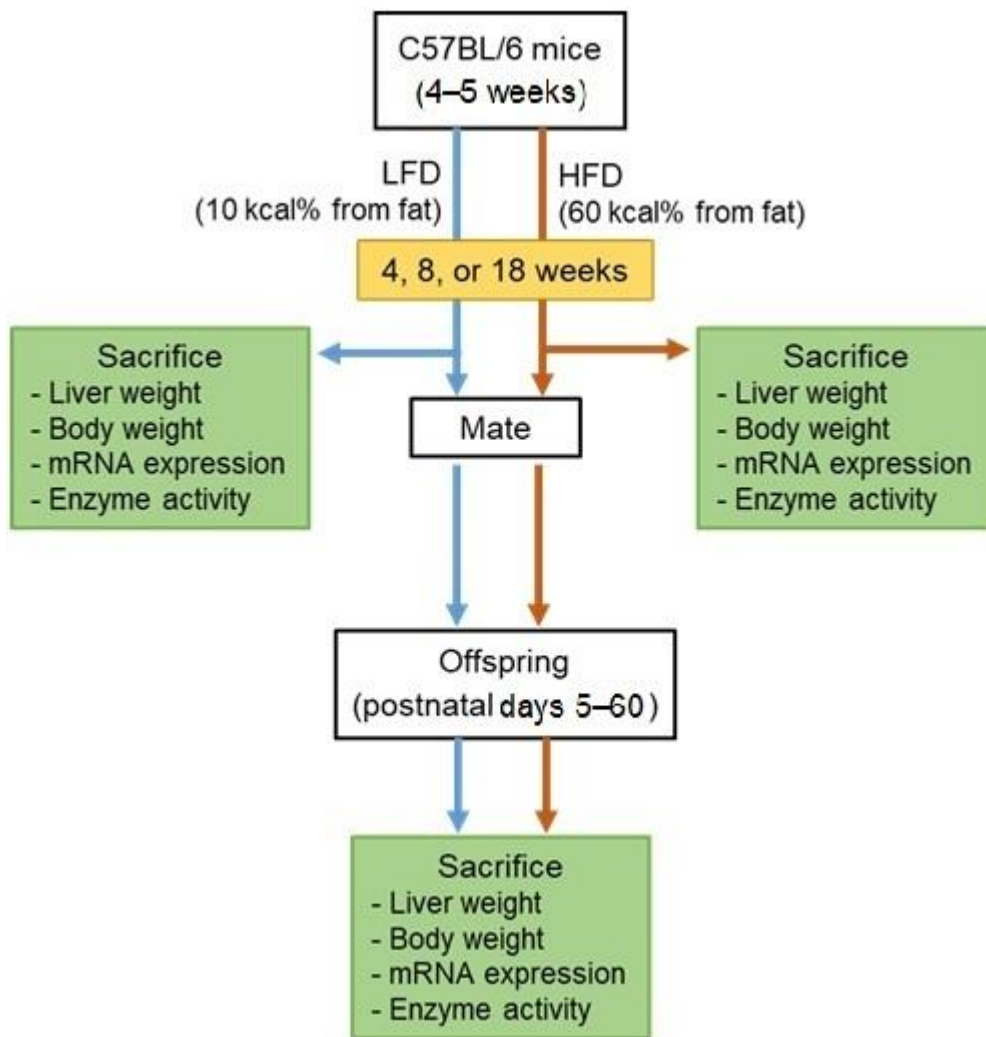 C57BL/6 mice
(4–5 weeks)
LFD
(10 kcal% from fat)
HFD
(60 kcal% from fat)
4, 8, or 18 weeks
Sacrifice
- Liver weight
- Body weight
- mRNA expression
- Enzyme activity
Mate
Sacrifice
- Liver weight
- Body weight
- mRNA expression
- Enzyme activity
Offspring
(postnatal days 5–60)
Sacrifice
- Liver weight
- Body weight
- mRNA expression
- Enzyme activity